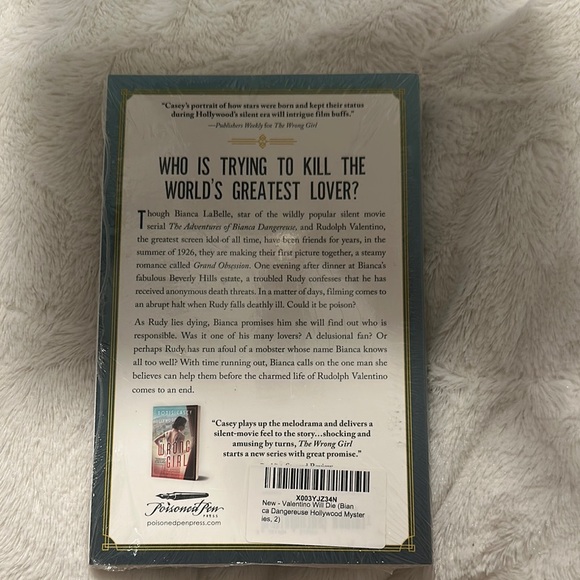 "Casey's portrait of how stars were born and kept their status
during Hollywood's silent era will intrigue film buffs."
—Publishers Weekly for The Wrong Girl
WHO IS TRYING TO KILL THE
WORLD'S GREATEST LOVER?
Though Bianca LaBelle, star of the wildly popular silent movie
serial The Adventures of Bianca Dangereuse, and Rudolph Valentino,
the greatest screen idol of all time, have been friends for years, in
the summer of 1926, they are making their first picture together, a steamy
romance called Grand Obsession. One evening after dinner at Bianca's
fabulous Beverly Hills estate, a troubled Rudy confesses that he
has received anonymous death threats. In a matter of days, filming comes to
an abrupt halt when Rudy falls deathly ill. Could it be poison?
As Rudy lies dying, Bianca promises him she will find out who is
responsible. Was it one of his many lovers? A delusional fan? Or
perhaps Rudy has run afoul of a mobster whose name Bianca knows
all too well? With time running out, Bianca calls on the one man she
believes can help them before the charmed life of Rudolph Valentino
comes to an end.
CASEY
WRONG
GIRL
"Casey plays up the melodrama and delivers a
silent-movie feel to the story…shocking and
amusing by turns, The Wrong Girl
starts a new series with great promise."
X003YJZ34N
New - Valentino Will Die (Bian
ca Dangereuse Hollywood Myster
ies, 2)
Poisoned Pen
PRESS
poisonedpenpress.com